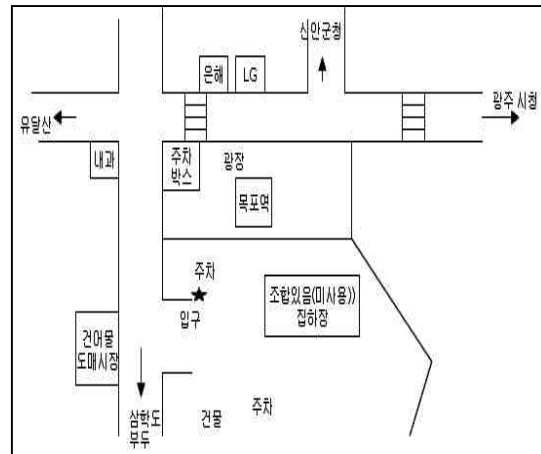 신안군청
은해
LG
광주 시청
유달산
내과
주차
박스
광장
목포역
주차
조합있음(미사용))
집하장
입구
건어물
도매시장
삼학도
부두
건물
주차